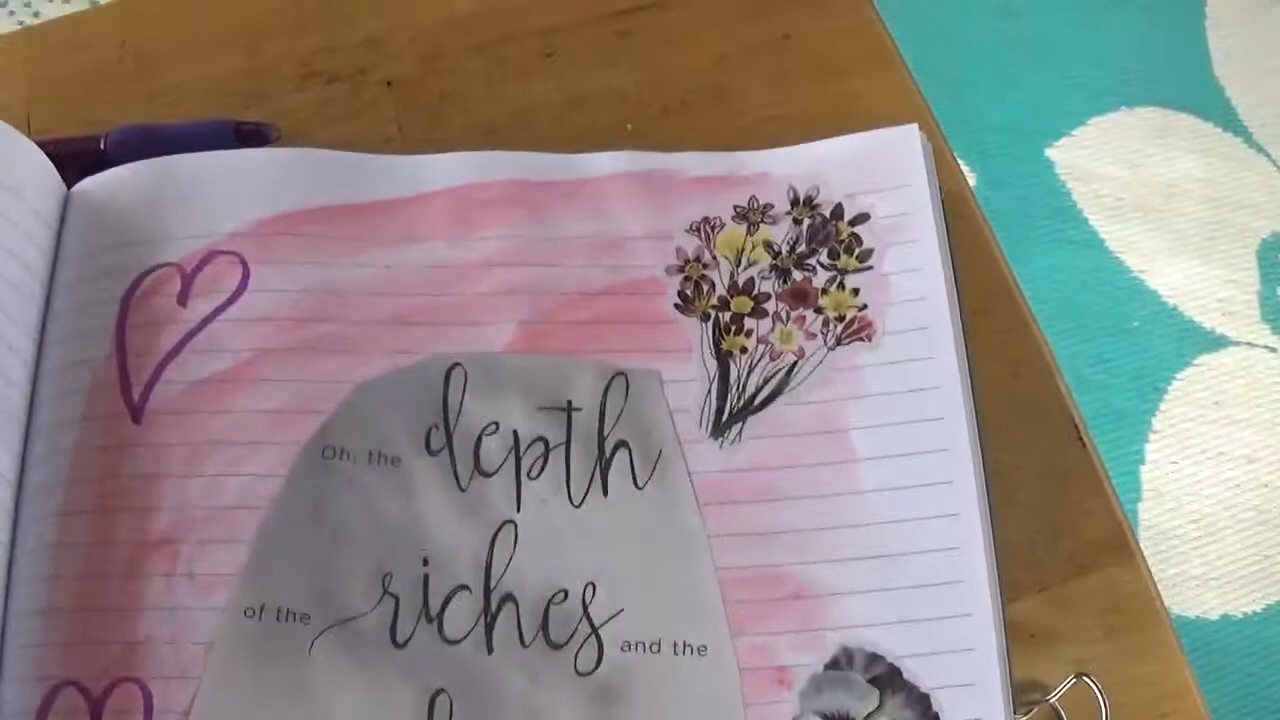 Oh, the depth
of the riches and the